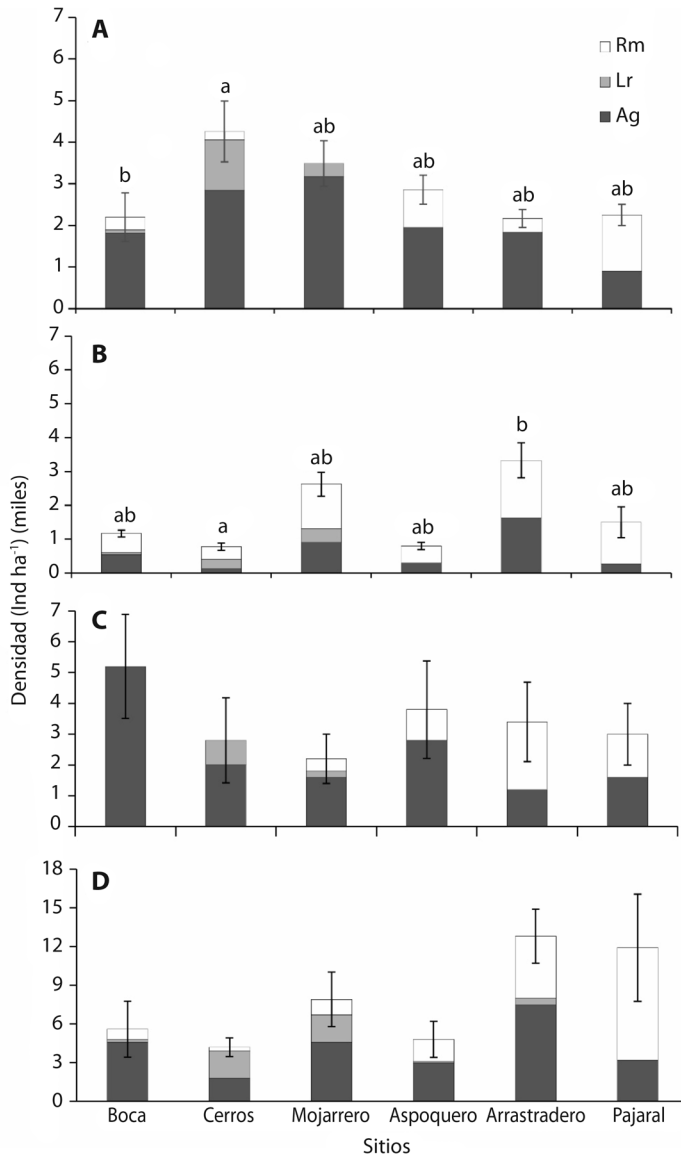 A
Rm
Lr
Ag
7
6
5
4
3
2
1
0
b
a
ab
ab
ab
ab
B
7
6
5
4
3
2
1
0
ab
a
ab
ab
b
ab
Densidad (Ind ha⁻¹) (miles)
C
7
6
5
4
3
2
1
0
D
18
15
12
9
6
3
0
Boca Cerros Mojarrero Aspoquero Arrastradero Pajaral
Sitios